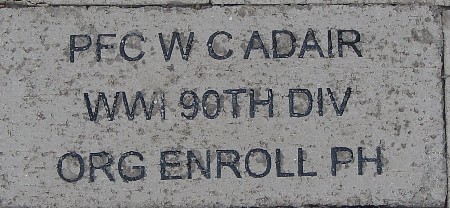 PFC W C ADAIR
WWI 90TH DIV
ORG ENROLL PH